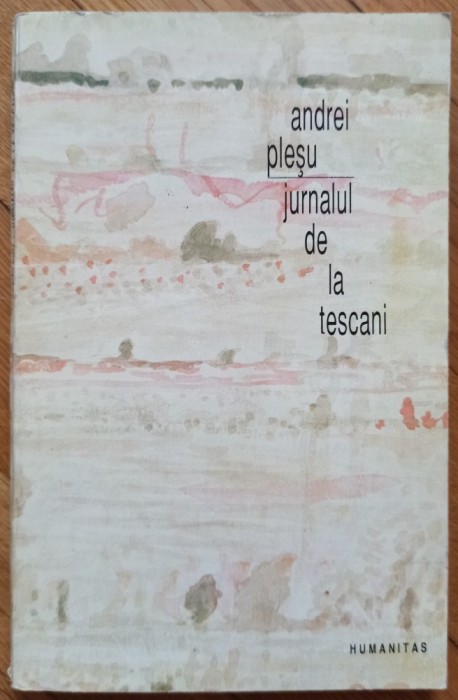 andrei
pleşu
jurnalul
de
la
tescani
HUMANITAS